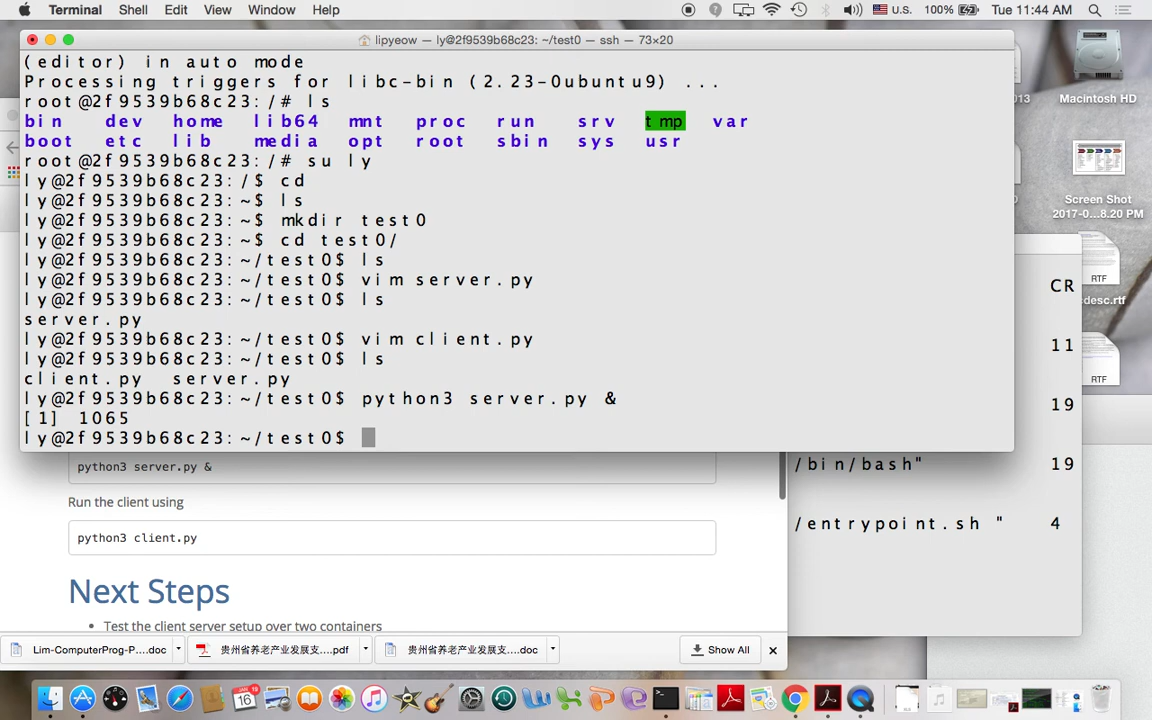 Terminal Shell Edit View Window Help U.S. 100% Tue 11:44 AM
lipyeow — ly@2f9539b68c23: ~/test0 — ssh — 73×20
(editor) in auto mode
Processing triggers for libc-bin (2.23-0ubuntu9) ...
root@2f9539b68c23:/# ls
bin dev home lib64 mnt proc run srv tmp var
boot etc lib media opt root sbin sys usr
root@2f9539b68c23:/# su ly
ly@2f9539b68c23:/$ cd
ly@2f9539b68c23:~$ ls
ly@2f9539b68c23:~$ mkdir test0
ly@2f9539b68c23:~$ cd test0/
ly@2f9539b68c23:~/test0$ ls
ly@2f9539b68c23:~/test0$ vim server.py
ly@2f9539b68c23:~/test0$ ls
server.py
ly@2f9539b68c23:~/test0$ vim client.py
ly@2f9539b68c23:~/test0$ ls
client.py server.py
ly@2f9539b68c23:~/test0$ python3 server.py &
[1] 1065
ly@2f9539b68c23:~/test0$
013
Macintosh HD
Screen Shot
2017-0...8.20 PM
RTF
cdesc.rtf
RTF
CR
11
19
/bin/bash" 19
/entrypoint.sh " 4
python3 server.py &
Run the client using
python3 client.py
Next Steps
• Test the client server setup over two containers
Lim-ComputerProg-P....doc
贵州省养老产业发展支....pdf
贵州省养老产业发展支....doc
Show All